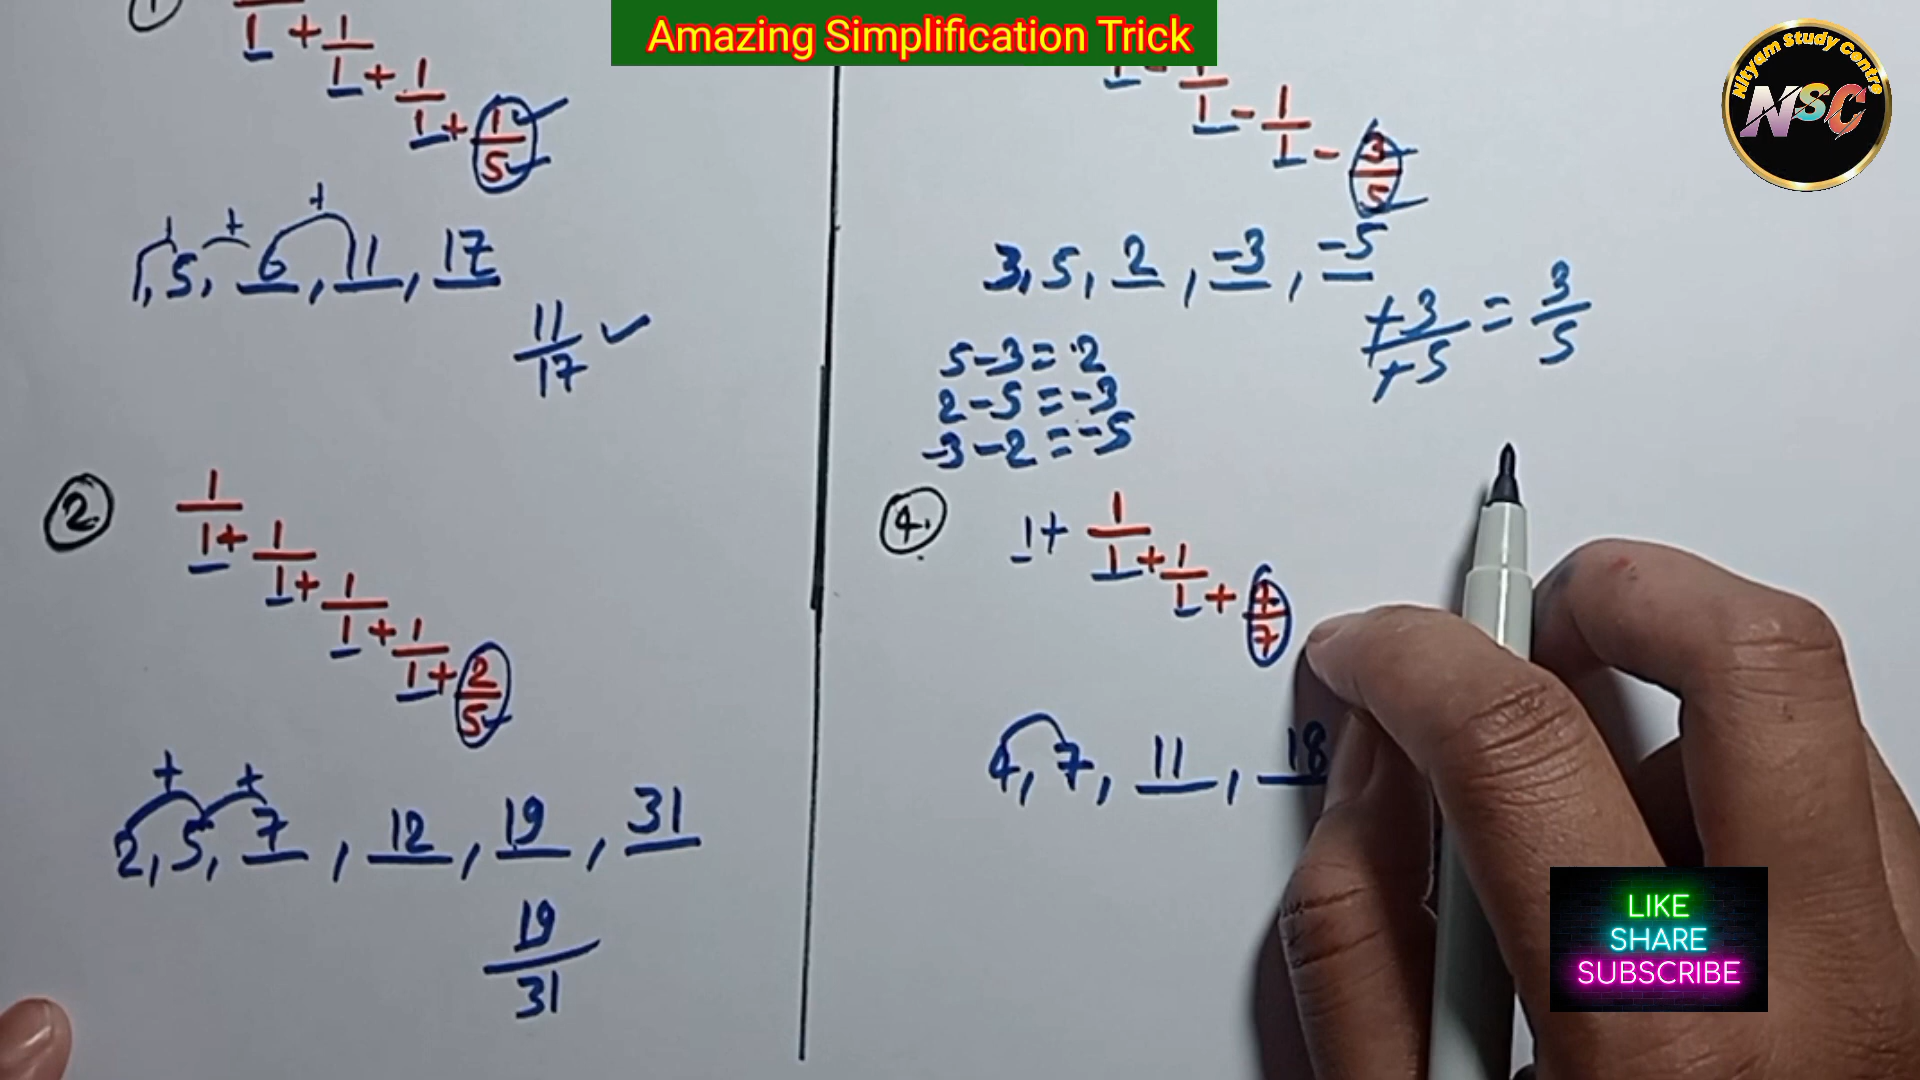 Amazing Simplification Trick
Nityam Study Centre
NSC
1 + 1
1 + 1
1 + 1
5
1, 5, 6, 11, 17
+ +
11
17
②
1
1+ 1
1+ 1
1+ 1
1+ 2
5
+ +
2, 5, 7, 12, 19, 31
19
31
1 - 1
1 - 3
5
3, 5, 2, -3, -5
+3 = 3
+5 5
5-3 = 2
2-5 = -3
-3-2 = -5
④
1+ 1
1+ 1
1+ 4
7
4, 7, 11, 18
LIKE
SHARE
SUBSCRIBE